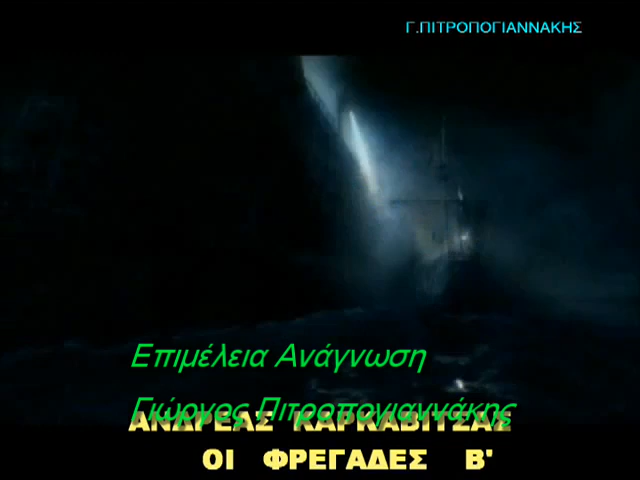 Γ.ΠΙΤΡΟΠΟΓΙΑΝΝΑΚΗΣ
Επιμέλεια Ανάγνωση
Γιώργος Πιτροπογιαννάκης
ΑΝΔΡΕΑΣ ΚΑΡΚΑΒΙΤΣΑΣ
ΟΙ ΦΡΕΓΑΔΕΣ Β'